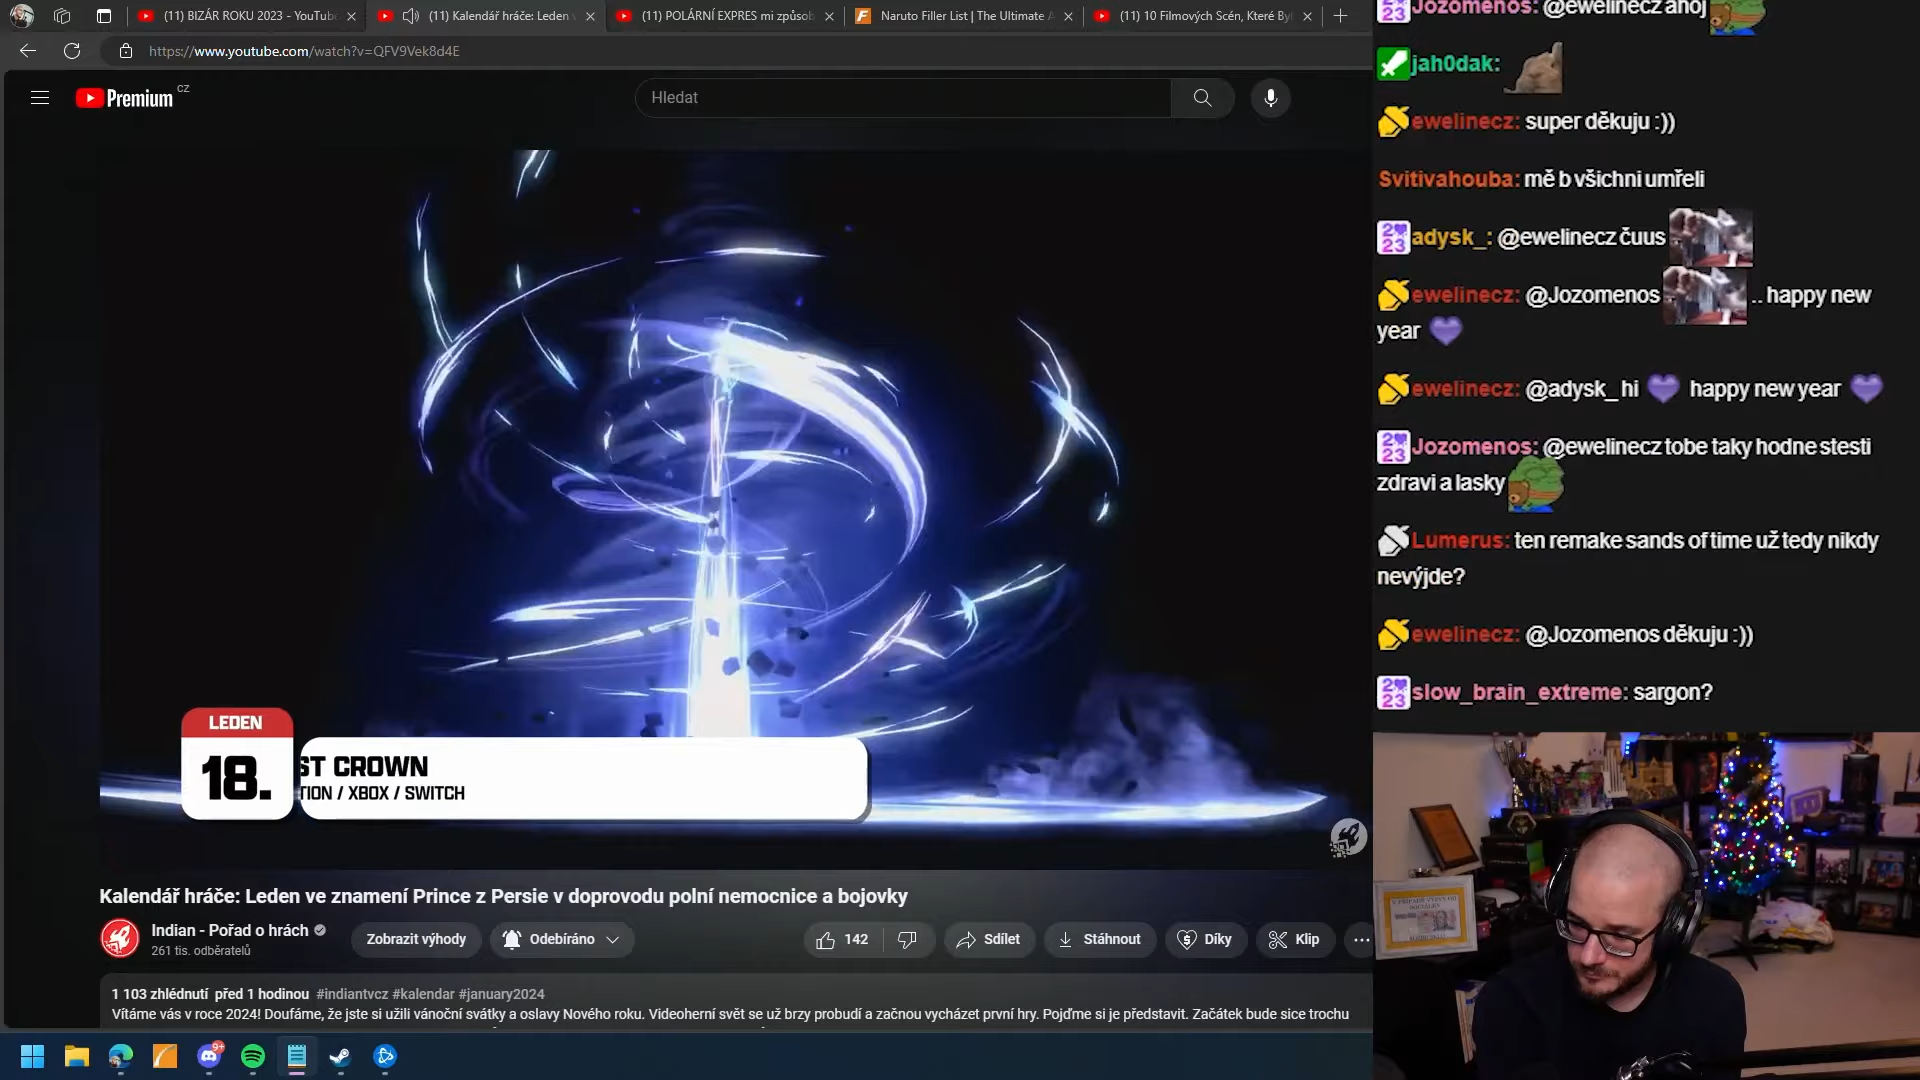 (11) BIZÁR ROKU 2023 - YouTube
(11) Kalendář hráče: Leden
(11) POLÁRNÍ EXPRES mi způsob
Naruto Filler List | The Ultimate
(11) 10 Filmových Scén, Které
https://www.youtube.com/watch?v=QFV9Vek8d4E
Premium CZ
Hledat
LEDEN
18.
ST CROWN
TION / XBOX / SWITCH
Kalendář hráče: Leden ve znamení Prince z Persie v doprovodu polní nemocnice a bojovky
Indian - Pořad o hrách
261 tis. odběratelů
Zobrazit výhody
Odebíráno
142
Sdílet
Stáhnout
Díky
Klip
1 103 zhlédnutí před 1 hodinou #indiantvcz #kalendar #january2024
Vítáme vás v roce 2024! Doufáme, že jste si užili vánoční svátky a oslavy Nového roku. Videoherní svět se už brzy probudí a začnou vycházet první hry. Pojďme si je představit. Začátek bude sice trochu
9+
Jozomenos: @ewelinecz ahoj
jah0dak:
ewelinecz: super děkuju :))
Svitivahouba: mě b všichni umřeli
adysk_: @ewelinecz čuus
ewelinecz: @Jozomenos .. happy new
year
ewelinecz: @adysk_ hi happy new year
Jozomenos: @ewelinecz tobe taky hodne stesti
zdravi a lasky
Lumerus: ten remake sands of time už tedy nikdy
nevýjde?
ewelinecz: @Jozomenos děkuju :))
slow_brain_extreme: sargon?